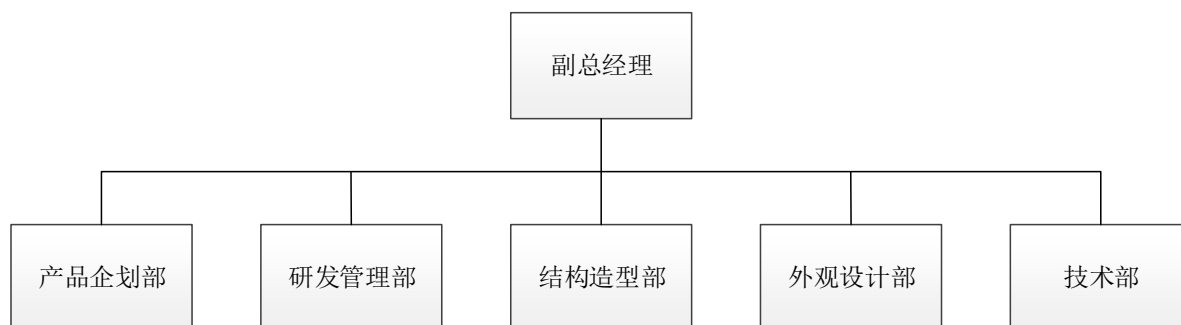 副总经理
产品企划部
研发管理部
结构造型部
外观设计部
技术部